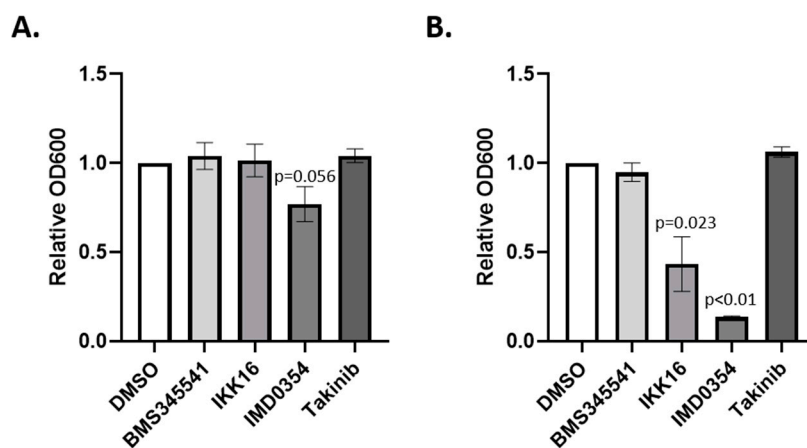 A.
Relative OD600
1.5
1.0
0.5
0.0
p=0.056
DMSO
BMS345541
IKK16
IMD0354
Takinib
B.
Relative OD600
1.5
1.0
0.5
0.0
p=0.023
p<0.01
DMSO
BMS345541
IKK16
IMD0354
Takinib